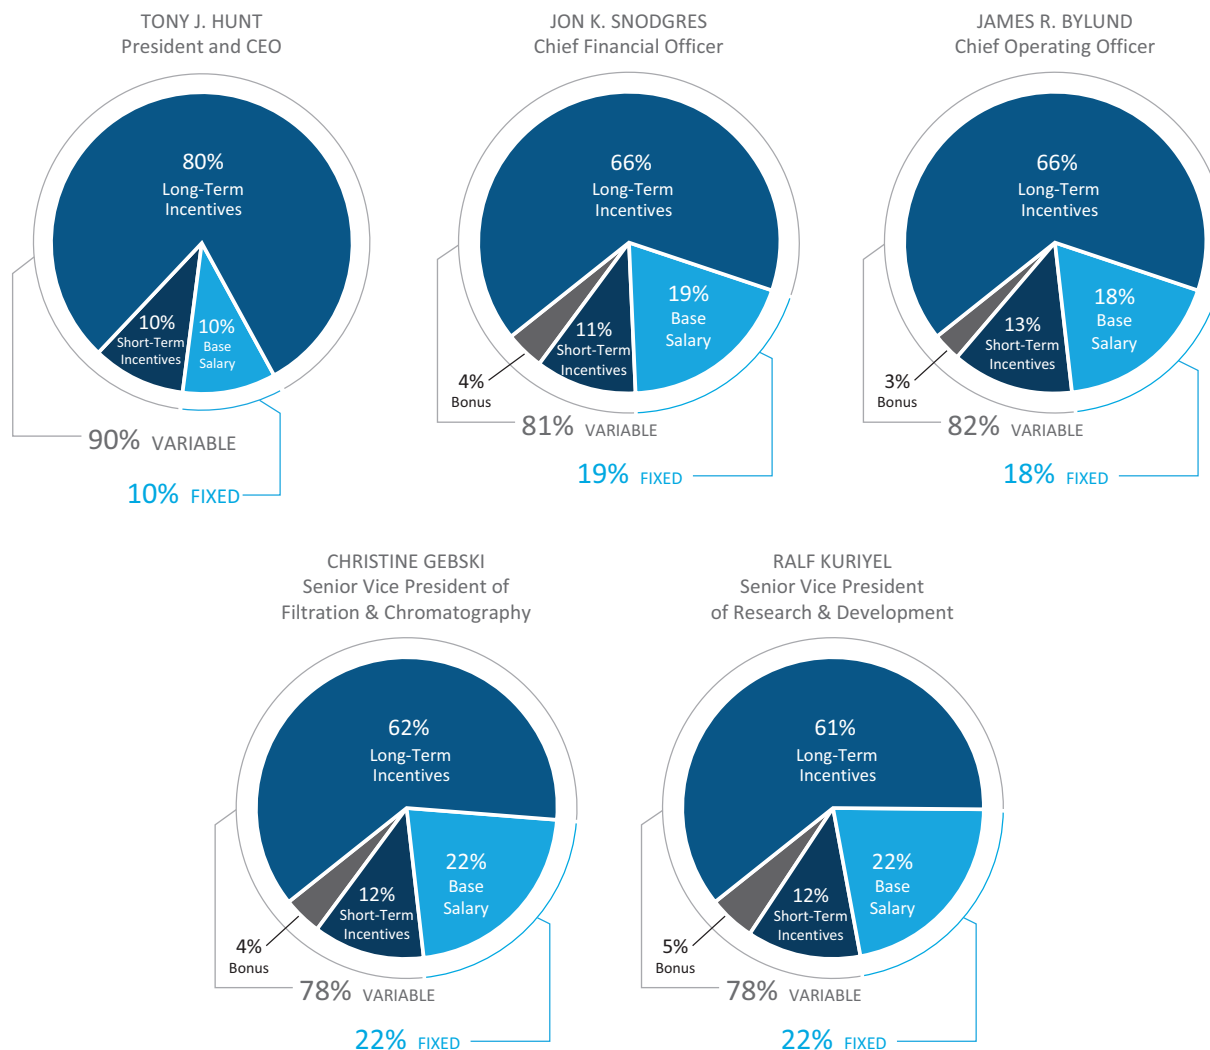 TONY J. HUNT
President and CEO
80%
Long-Term
Incentives
10%
Short-Term
Incentives
10%
Base
Salary
90% VARIABLE
10% FIXED
JON K. SNODGRES
Chief Financial Officer
66%
Long-Term
Incentives
19%
Base
Salary
11%
Short-Term
Incentives
4%
Bonus
81% VARIABLE
19% FIXED
JAMES R. BYLUND
Chief Operating Officer
66%
Long-Term
Incentives
18%
Base
Salary
13%
Short-Term
Incentives
3%
Bonus
82% VARIABLE
18% FIXED
CHRISTINE GEBSKI
Senior Vice President of
Filtration & Chromatography
62%
Long-Term
Incentives
22%
Base
Salary
12%
Short-Term
Incentives
4%
Bonus
78% VARIABLE
22% FIXED
RALF KURIYEL
Senior Vice President
of Research & Development
61%
Long-Term
Incentives
22%
Base
Salary
12%
Short-Term
Incentives
5%
Bonus
78% VARIABLE
22% FIXED